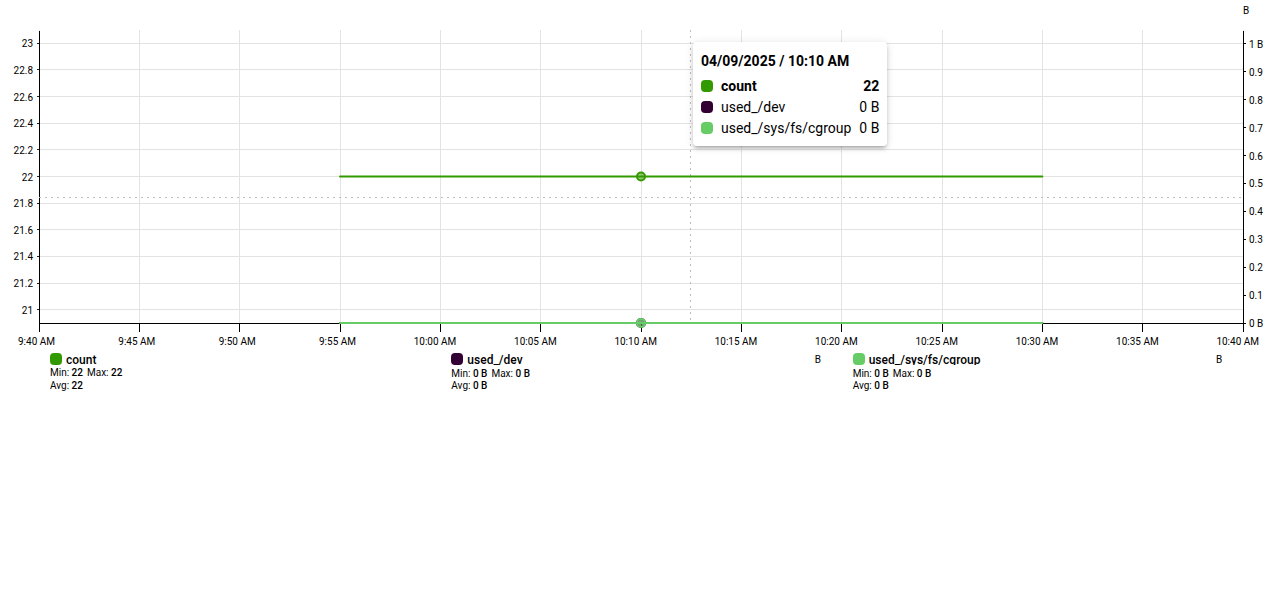 B
23
22.8
22.6
22.4
22.2
22
21.8
21.6
21.4
21.2
21
1 B
0.9
0.8
0.7
0.6
0.5
0.4
0.3
0.2
0.1
0 B
04/09/2025 / 10:10 AM
count 22
used_/dev 0 B
used_/sys/fs/cgroup 0 B
9:40 AM 9:45 AM 9:50 AM 9:55 AM 10:00 AM 10:05 AM 10:10 AM 10:15 AM 10:20 AM 10:25 AM 10:30 AM 10:35 AM 10:40 AM
count
Min: 22 Max: 22
Avg: 22
used_/dev B
Min: 0 B Max: 0 B
Avg: 0 B
used_/sys/fs/cgroup B
Min: 0 B Max: 0 B
Avg: 0 B